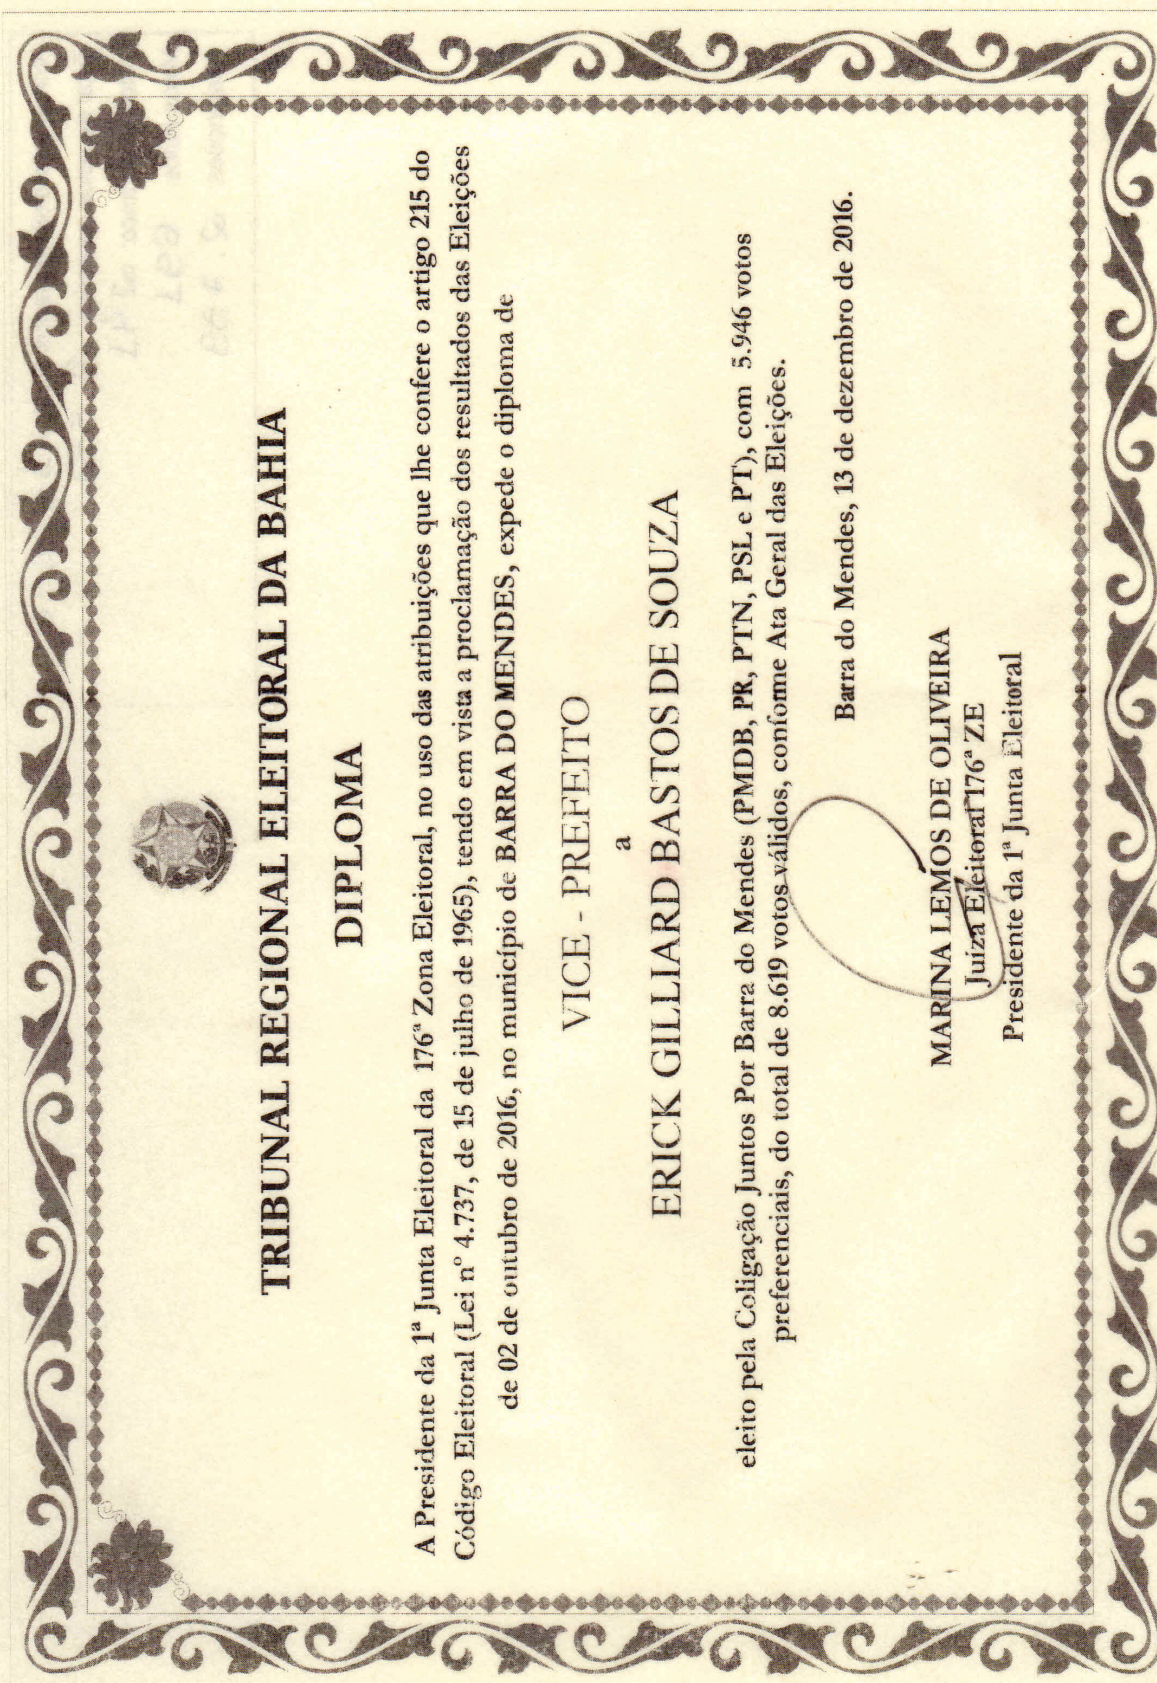 TRIBUNAL REGIONAL ELEITORAL DA BAHIA
DIPLOMA
A Presidente da 1ª Junta Eleitoral da 176ª Zona Eleitoral, no uso das atribuições que lhe confere o artigo 215 do
Código Eleitoral (Lei nº 4.737, de 15 de julho de 1965), tendo em vista a proclamação dos resultados das Eleições
de 02 de outubro de 2016, no município de BARRA DO MENDES, expede o diploma de
VICE - PREFEITO
a
ERICK GILLIARD BASTOS DE SOUZA
eleito pela Coligação Juntos Por Barra do Mendes (PMDB, PR, PTN, PSL e PT), com 5.946 votos
preferenciais, do total de 8.619 votos válidos, conforme Ata Geral das Eleições.
Barra do Mendes, 13 de dezembro de 2016.
MARINA LEMOS DE OLIVEIRA
Juíza Eleitoral 176ª ZE
Presidente da 1ª Junta Eleitoral